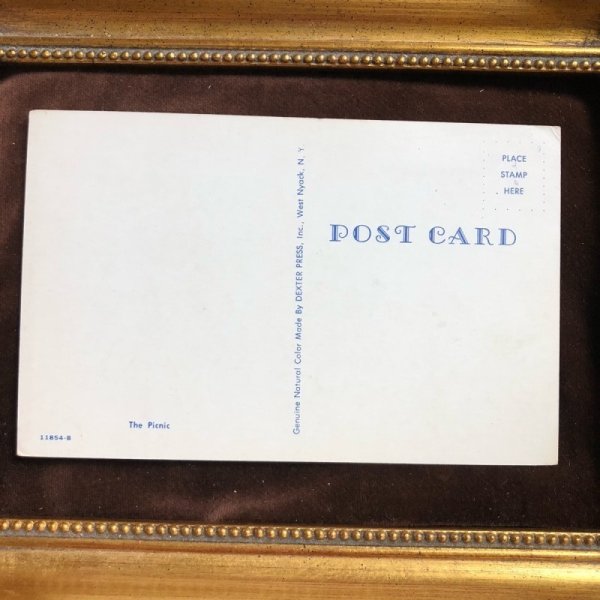 PLACE
STAMP
HERE
POST CARD
Genuine Natural Color Made By DEXTER PRESS, Inc., West Nyack, N. Y
The Picnic
11854-B